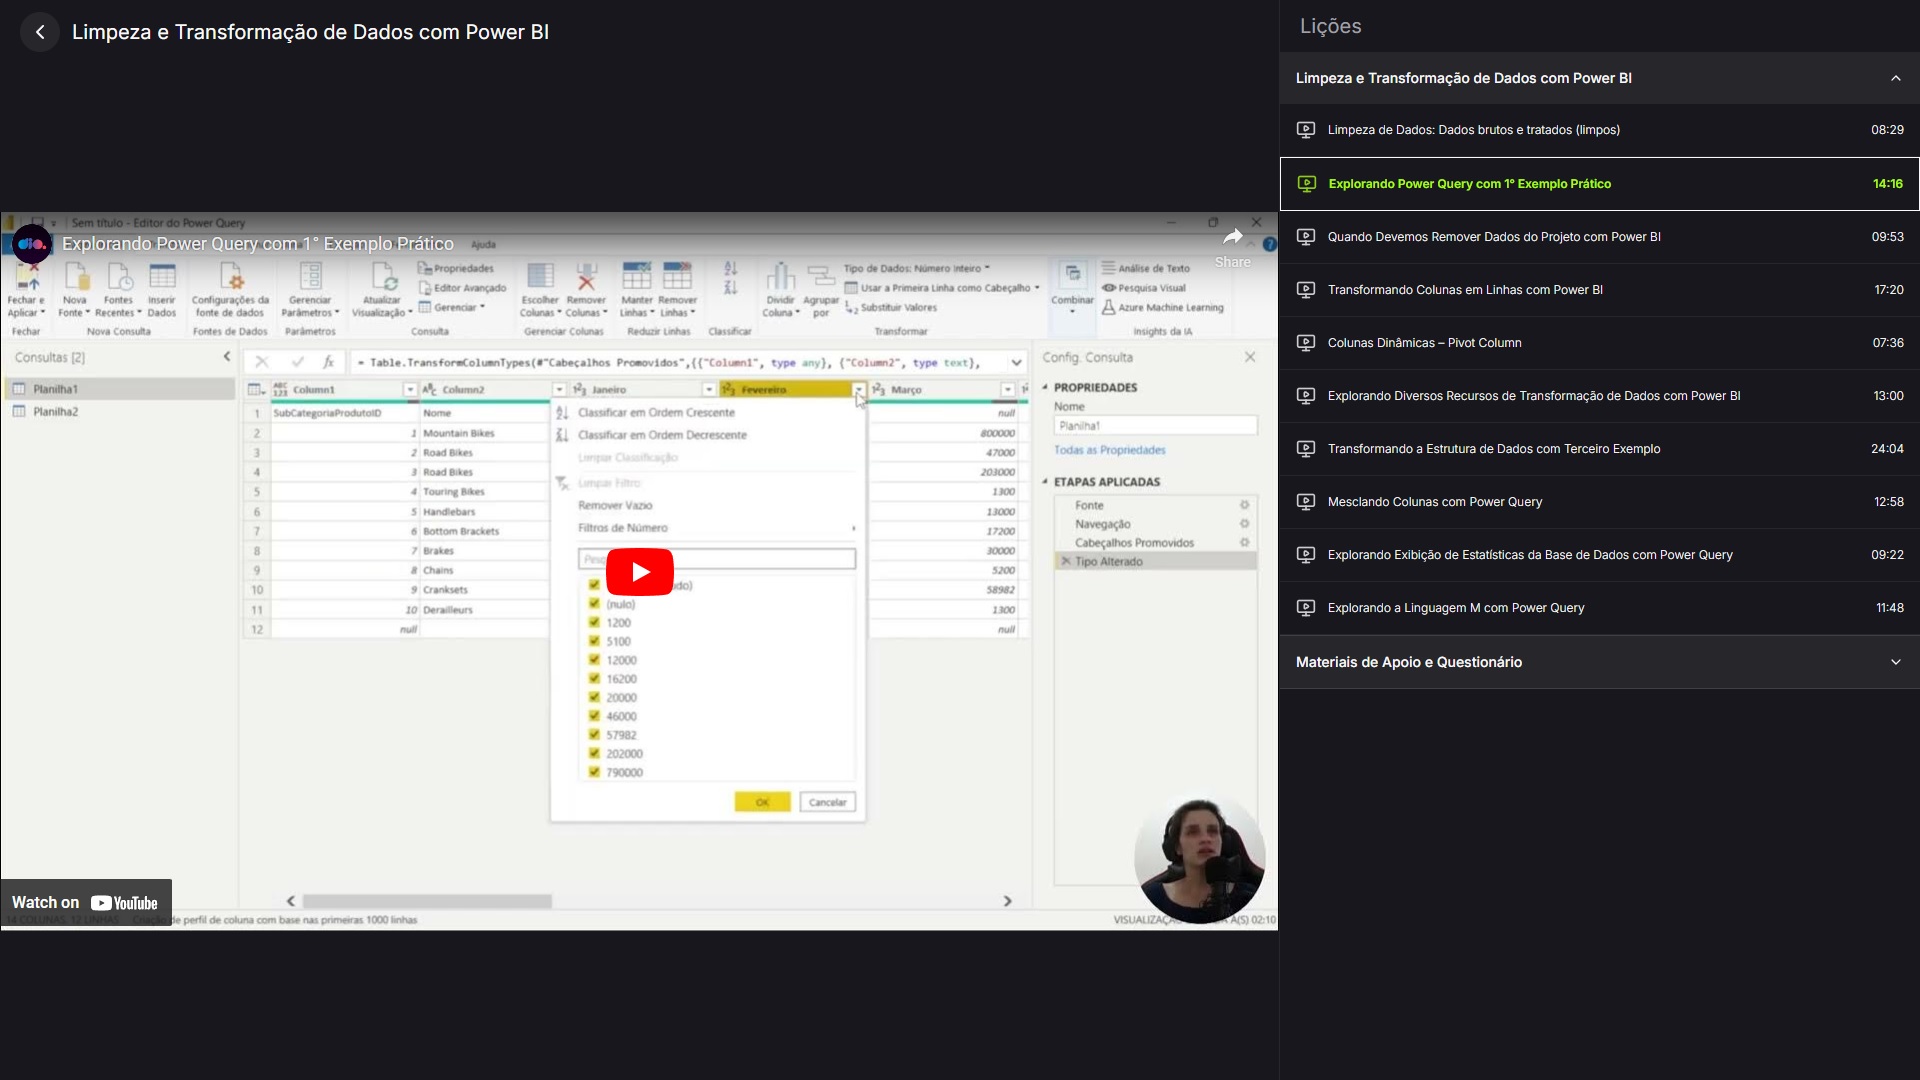 Limpeza e Transformação de Dados com Power BI
Sem título - Editor do Power Query
dio.
Explorando Power Query com 1° Exemplo Prático
Ajuda
Share
Fechar e Aplicar
Nova Fonte
Fontes Recentes
Inserir Dados
Configurações da fonte de dados
Gerenciar Parâmetros
Atualizar Visualização
Propriedades
Editor Avançado
Gerenciar
Escolher Colunas
Remover Colunas
Manter Linhas
Remover Linhas
Dividir Coluna
Agrupar por
Tipo de Dados: Número Inteiro
Usar a Primeira Linha como Cabeçalho
Substituir Valores
Combinar
Análise de Texto
Pesquisa Visual
Azure Machine Learning
Fechar
Nova Consulta
Fontes de Dados
Parâmetros
Consulta
Gerenciar Colunas
Reduzir Linhas
Classificar
Transformar
Insights da IA
Consultas [2]
Planilha1
Planilha2
fx
= Table.TransformColumnTypes(#"Cabeçalhos Promovidos",{{"Column1", type any}, {"Column2", type text},
Column1 Column2 Janeiro Fevereiro Março
1 SubCategoriaProdutoID Nome null
2 1 Mountain Bikes 800000
3 2 Road Bikes 47000
4 3 Road Bikes 203000
5 4 Touring Bikes 1300
6 5 Handlebars 13000
7 6 Bottom Brackets 17200
8 7 Brakes 30000
9 8 Chains 5200
10 9 Cranksets 58982
11 10 Derailleurs 1300
12 null null
Classificar em Ordem Crescente
Classificar em Ordem Decrescente
Limpar Classificação
Limpar Filtro
Remover Vazio
Filtros de Número
(nulo)
1200
5100
12000
16200
20000
46000
57982
202000
790000
OK
Cancelar
Config. Consulta
PROPRIEDADES
Nome
Planilha1
Todas as Propriedades
ETAPAS APLICADAS
Fonte
Navegação
Cabeçalhos Promovidos
Tipo Alterado
Watch on YouTube
de perfil de coluna com base nas primeiras 1000 linhas
02:10
Lições
Limpeza e Transformação de Dados com Power BI
Limpeza de Dados: Dados brutos e tratados (limpos) 08:29
Explorando Power Query com 1° Exemplo Prático 14:16
Quando Devemos Remover Dados do Projeto com Power BI 09:53
Transformando Colunas em Linhas com Power BI 17:20
Colunas Dinâmicas – Pivot Column 07:36
Explorando Diversos Recursos de Transformação de Dados com Power BI 13:00
Transformando a Estrutura de Dados com Terceiro Exemplo 24:04
Mesclando Colunas com Power Query 12:58
Explorando Exibição de Estatísticas da Base de Dados com Power Query 09:22
Explorando a Linguagem M com Power Query 11:48
Materiais de Apoio e Questionário